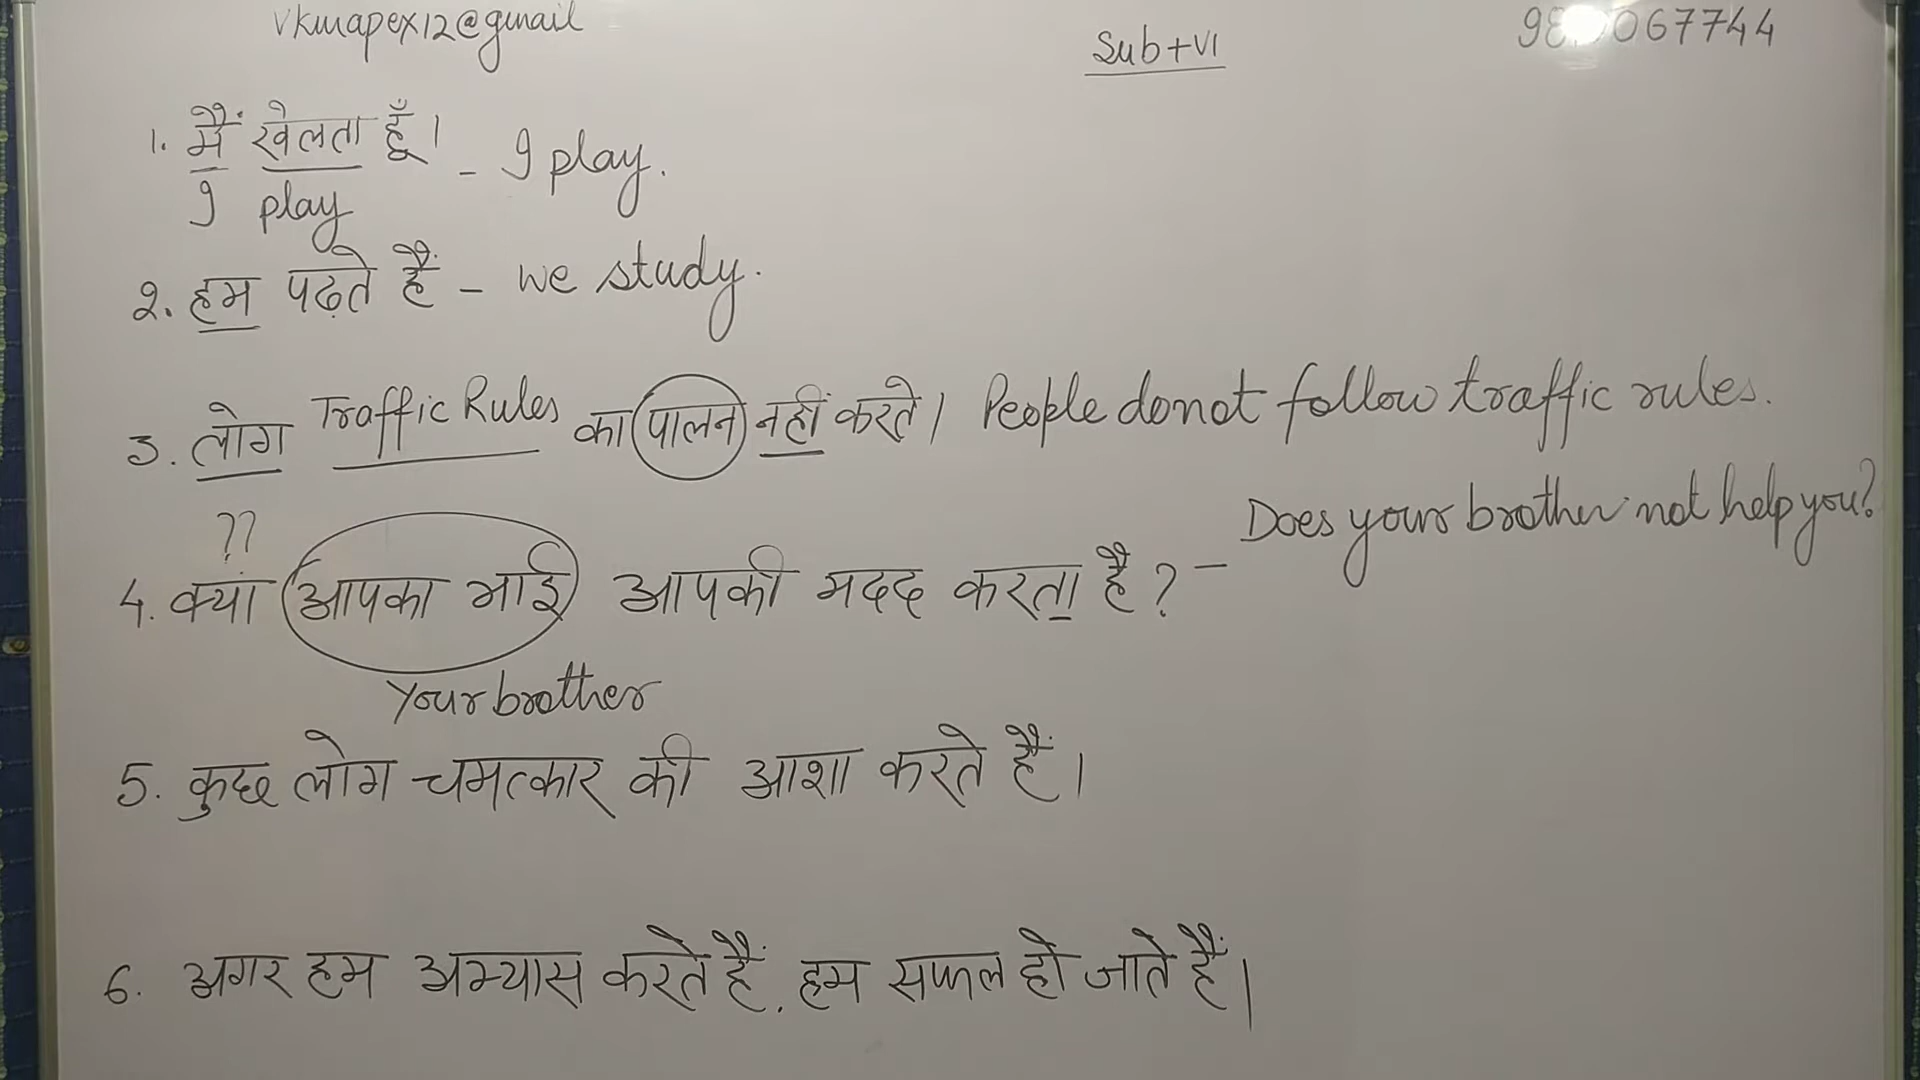 vkmapex12@gmail
Sub+V1
1. मैं खेलता हूँ। - I play.
I play
2. हम पढ़ते हैं - we study.
3. लोग Traffic Rules का पालन नहीं करते। People do not follow traffic rules.
??
4. क्या आपका भाई आपकी मदद करता है? - Does your brother not help you?
Your brother
5. कुछ लोग चमत्कार की आशा करते हैं।
6. अगर हम अभ्यास करते हैं, हम सफल हो जाते हैं।